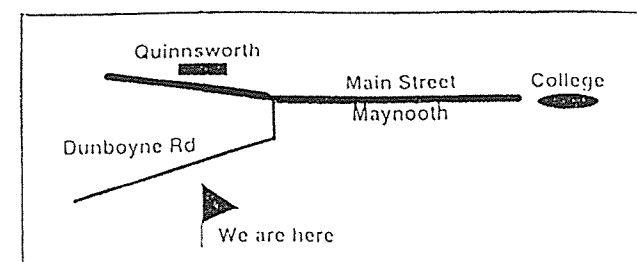 Quinnsworth
Main Street
College
Maynooth
Dunboyne Rd
We are here